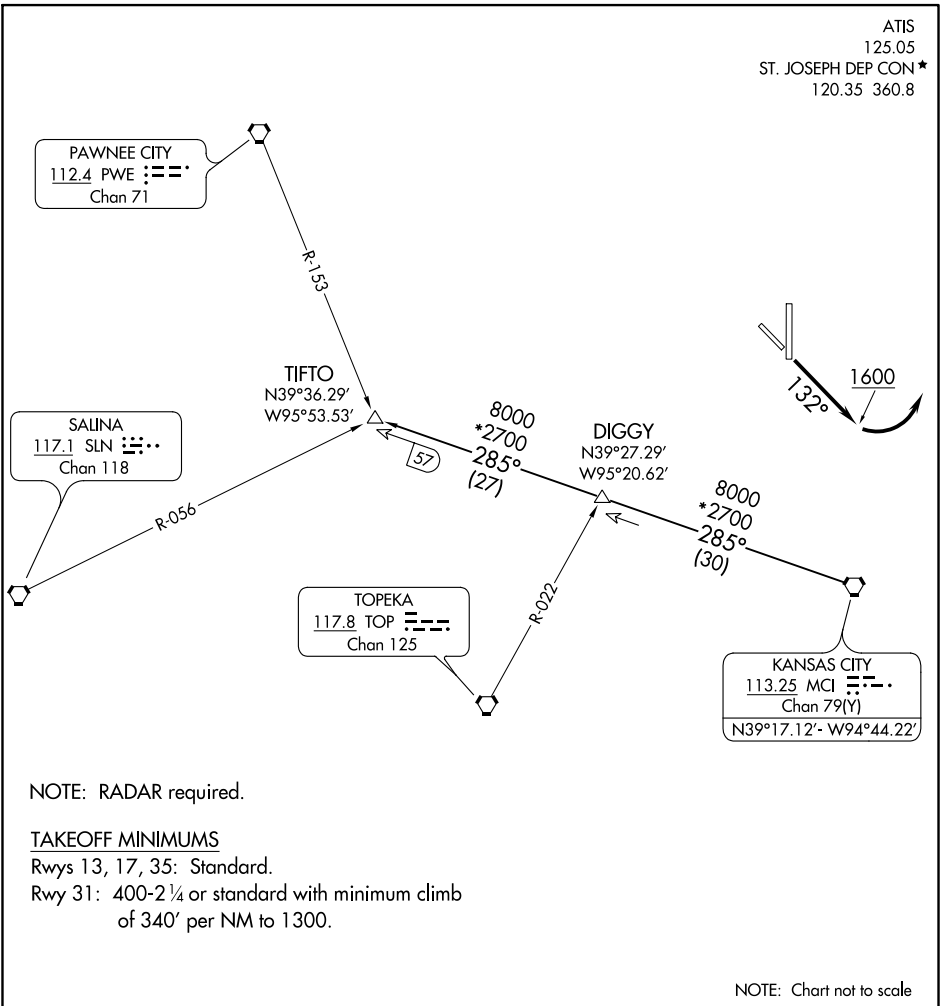 ATIS
125.05
ST. JOSEPH DEP CON★
120.35 360.8
PAWNEE CITY
112.4 PWE
Chan 71
R-153
1600
132°
TIFTO
N39°36.29'
W95°53.53'
8000
*2700
285°
(27)
57
DIGGY
N39°27.29'
W95°20.62'
8000
*2700
285°
(30)
SALINA
117.1 SLN
Chan 118
R-056
TOPEKA
117.8 TOP
Chan 125
R-022
KANSAS CITY
113.25 MCI
Chan 79(Y)
N39°17.12'- W94°44.22'
NOTE: RADAR required.
TAKEOFF MINIMUMS
Rwys 13, 17, 35: Standard.
Rwy 31: 400-2¼ or standard with minimum climb
of 340' per NM to 1300.
NOTE: Chart not to scale